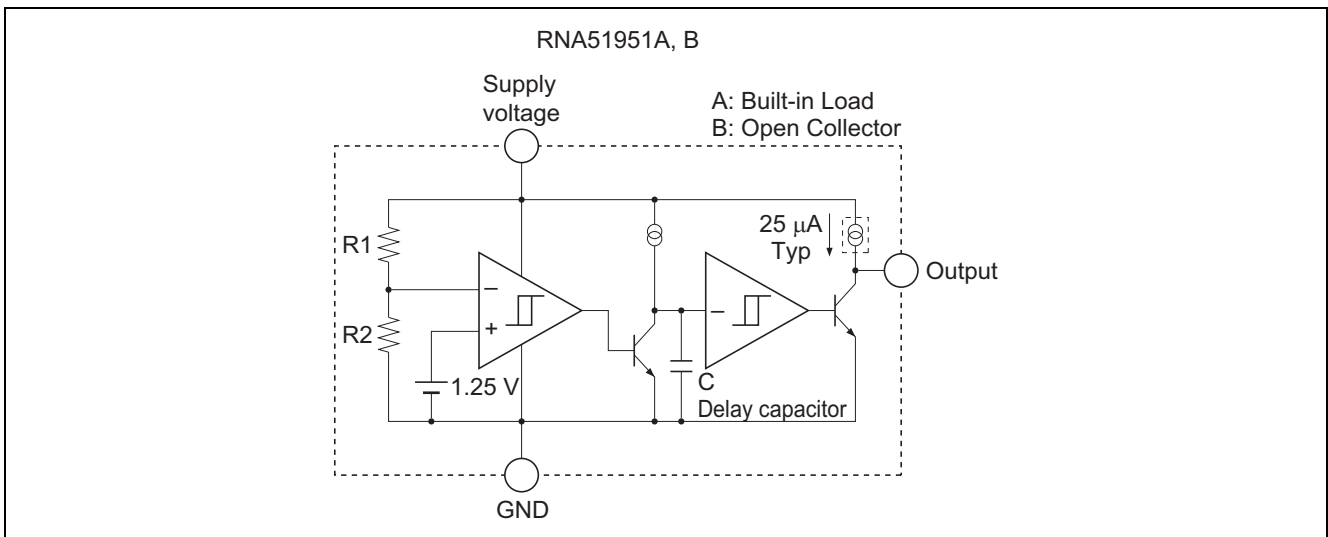 RNA51951A, B
Supply
voltage
A: Built-in Load
B: Open Collector
R1
25 μA
Typ
Output
−
+
−
R2
1.25 V
C
Delay capacitor
GND